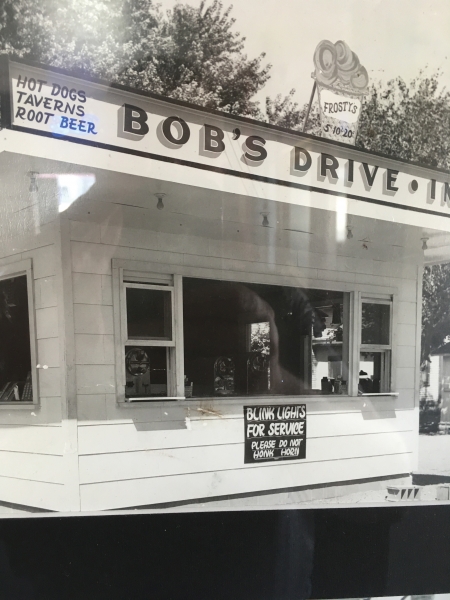 HOT DOGS
TAVERNS
ROOT BEER
BOB'S DRIVE • IN
FROSTYS
5-10-20
BLINK LIGHTS
FOR SERVICE
PLEASE DO NOT
HONK HORN